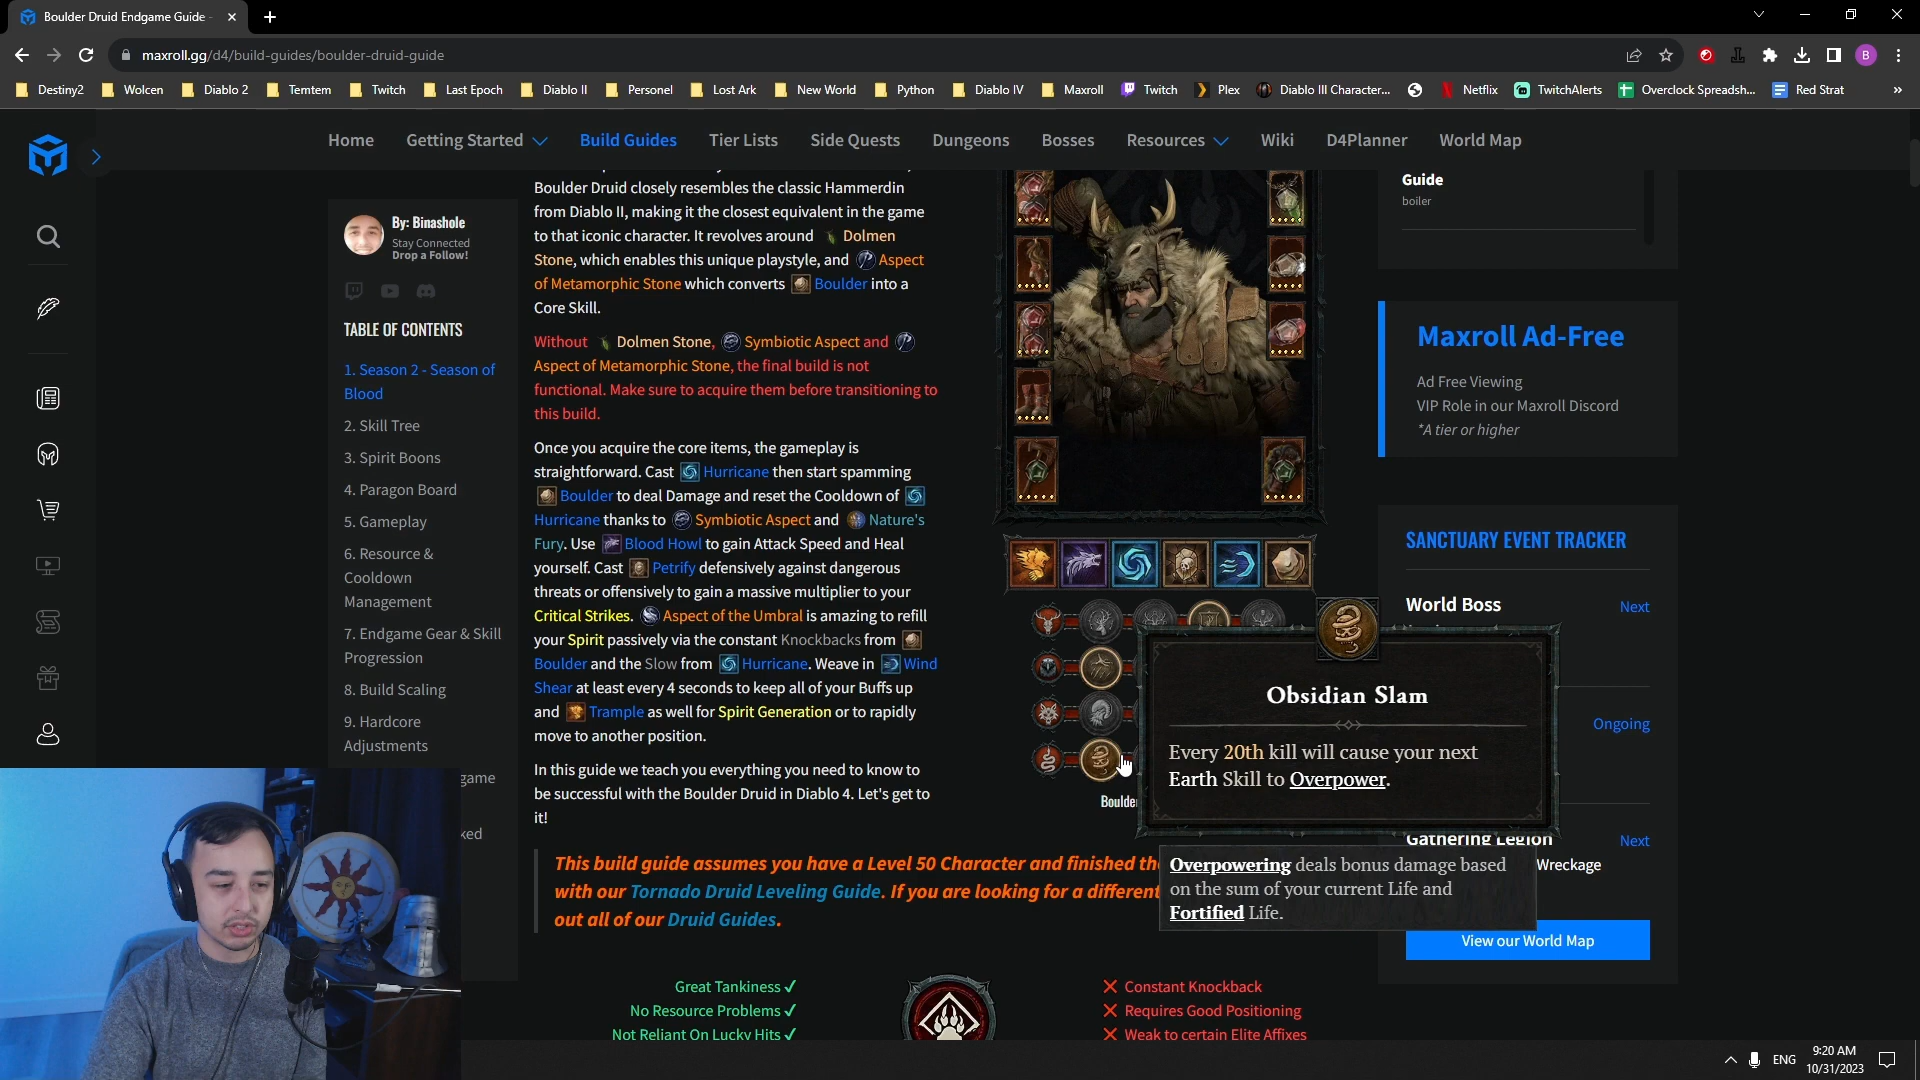 Boulder Druid Endgame Guide -
maxroll.gg/d4/build-guides/boulder-druid-guide
B
Destiny2 Wolcen Diablo 2 Temtem Twitch Last Epoch Diablo II Personel Lost Ark New World Python Diablo IV Maxroll Twitch Plex Diablo III Character... Netflix TwitchAlerts Overclock Spreadsh... Red Strat »
Home Getting Started Build Guides Tier Lists Side Quests Dungeons Bosses Resources Wiki D4Planner World Map
By: Binashole
Stay Connected
Drop a Follow!
TABLE OF CONTENTS
1. Season 2 - Season of
Blood
2. Skill Tree
3. Spirit Boons
4. Paragon Board
5. Gameplay
6. Resource &
Cooldown
Management
7. Endgame Gear & Skill
Progression
8. Build Scaling
9. Hardcore
Adjustments
game
ked
Boulder Druid closely resembles the classic Hammerdin
from Diablo II, making it the closest equivalent in the game
to that iconic character. It revolves around Dolmen
Stone, which enables this unique playstyle, and Aspect
of Metamorphic Stone which converts Boulder into a
Core Skill.
Without Dolmen Stone, Symbiotic Aspect and
Aspect of Metamorphic Stone, the final build is not
functional. Make sure to acquire them before transitioning to
this build.
Once you acquire the core items, the gameplay is
straightforward. Cast Hurricane then start spamming
Boulder to deal Damage and reset the Cooldown of
Hurricane thanks to Symbiotic Aspect and Nature's
Fury. Use Blood Howl to gain Attack Speed and Heal
yourself. Cast Petrify defensively against dangerous
threats or offensively to gain a massive multiplier to your
Critical Strikes. Aspect of the Umbral is amazing to refill
your Spirit passively via the constant Knockbacks from
Boulder and the Slow from Hurricane. Weave in Wind
Shear at least every 4 seconds to keep all of your Buffs up
and Trample as well for Spirit Generation or to rapidly
move to another position.
In this guide we teach you everything you need to know to
be successful with the Boulder Druid in Diablo 4. Let's get to
it!
This build guide assumes you have a Level 50 Character and finished th
with our Tornado Druid Leveling Guide. If you are looking for a different
out all of our Druid Guides.
Great Tankiness ✓
No Resource Problems ✓
Not Reliant On Lucky Hits ✓
✕ Constant Knockback
✕ Requires Good Positioning
✕ Weak to certain Elite Affixes
Boulder
Obsidian Slam
Every 20th kill will cause your next
Earth Skill to Overpower.
Overpowering deals bonus damage based
on the sum of your current Life and
Fortified Life.
Guide
boiler
Maxroll Ad-Free
Ad Free Viewing
VIP Role in our Maxroll Discord
*A tier or higher
SANCTUARY EVENT TRACKER
World Boss Next
Ongoing
Gathering Legion Next
Wreckage
View our World Map
ENG
9:20 AM
10/31/2023